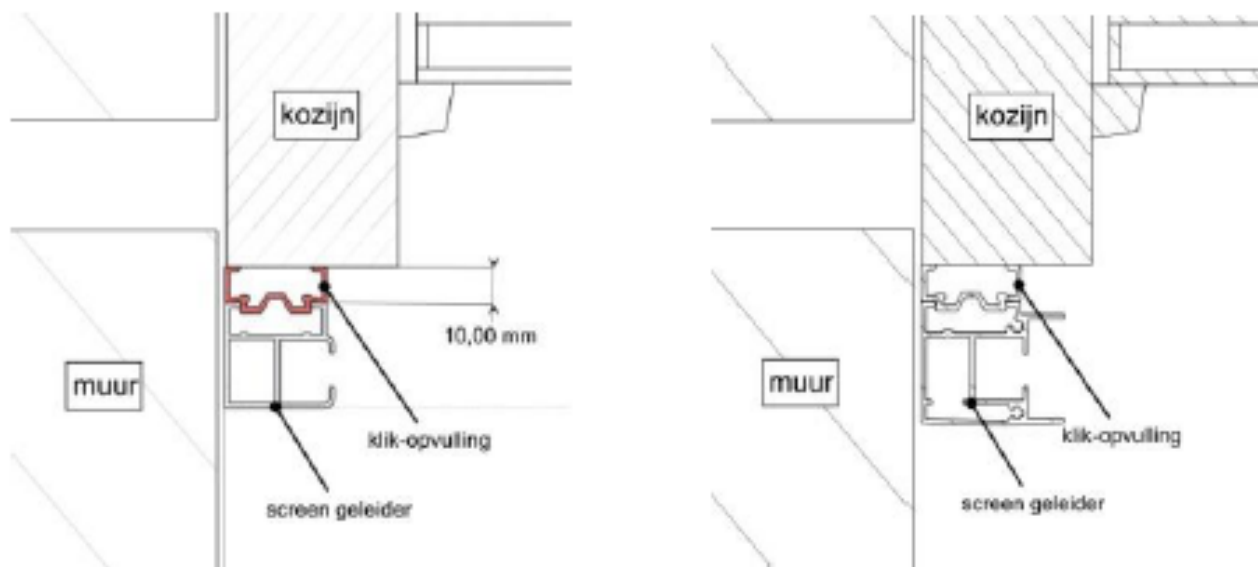 kozijn
10,00 mm
muur
klik-opvulling
screen geleider
kozijn
muur
klik-opvulling
screen geleider